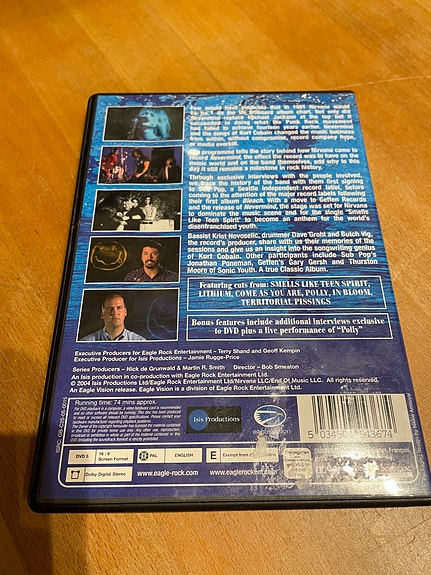 Few would have predicted that in 1991 Nirvana would
be No.1 on the US Billboard album chart. Not only did
Nevermind replace Michael Jackson at the top but it
succeeded in doing what the Punk Rock movement
had failed to achieve fourteen years earlier. Nevermind
and the songs of Kurt Cobain changed the music business
from within, without compromise, record company hype,
or media overkill.
This programme tells the story behind how Nirvana came to
record Nevermind, the effect the record was to have on the
music world and on the band themselves, and why to this
day it still remains a milestone in rock history.
Through exclusive interviews with the people involved,
we trace the history of the band with them first signing
to Sub Pop, a Seattle independent record label, before
coming to the attention of the major record labels following
their first album Bleach. With a move to Geffen Records
and the release of Nevermind, the stage was set for Nirvana
to dominate the music scene and for the single "Smells
Like Teen Spirit" to become an anthem for the world's
disenfranchised youth.
Bassist Krist Novoselic, drummer Dave Grohl and Butch Vig,
the record's producer, share with us their memories of the
sessions and give us an insight into the songwriting genius
of Kurt Cobain. Other participants include Sub Pop's
Jonathan Poneman, Geffen's Gary Gersh and Thurston
Moore of Sonic Youth. A true Classic Album.
Featuring cuts from: SMELLS LIKE TEEN SPIRIT,
LITHIUM, COME AS YOU ARE, POLLY, IN BLOOM,
TERRITORIAL PISSINGS
Bonus features include additional Interviews exclusive
to DVD plus a live performance of "Polly"
Executive Producers for Eagle Rock Entertainment – Terry Shand and Geoff Kempin
Executive Producer for Isis Productions – Jamie Rugge-Price
Series Producers – Nick de Grunwald & Martin R. Smith Director – Bob Smeaton
An Isis production in co-production with Eagle Rock Entertainment Ltd.
© 2004 Isis Productions Ltd/Eagle Rock Entertainment Ltd/Nirvana LLC/End Of Music LLC. All rights reserved.
An Eagle Vision release. Eagle Vision is a division of Eagle Rock Entertainment Ltd.
Running time: 74 mins approx.
Isis Productions
DVD 5
16 : 9
Screen Format
PAL
ENGLISH
E
Exempt from
Français,
Dolby Digital Stereo
www.eagle-rock.com
www.eaglerockent.com